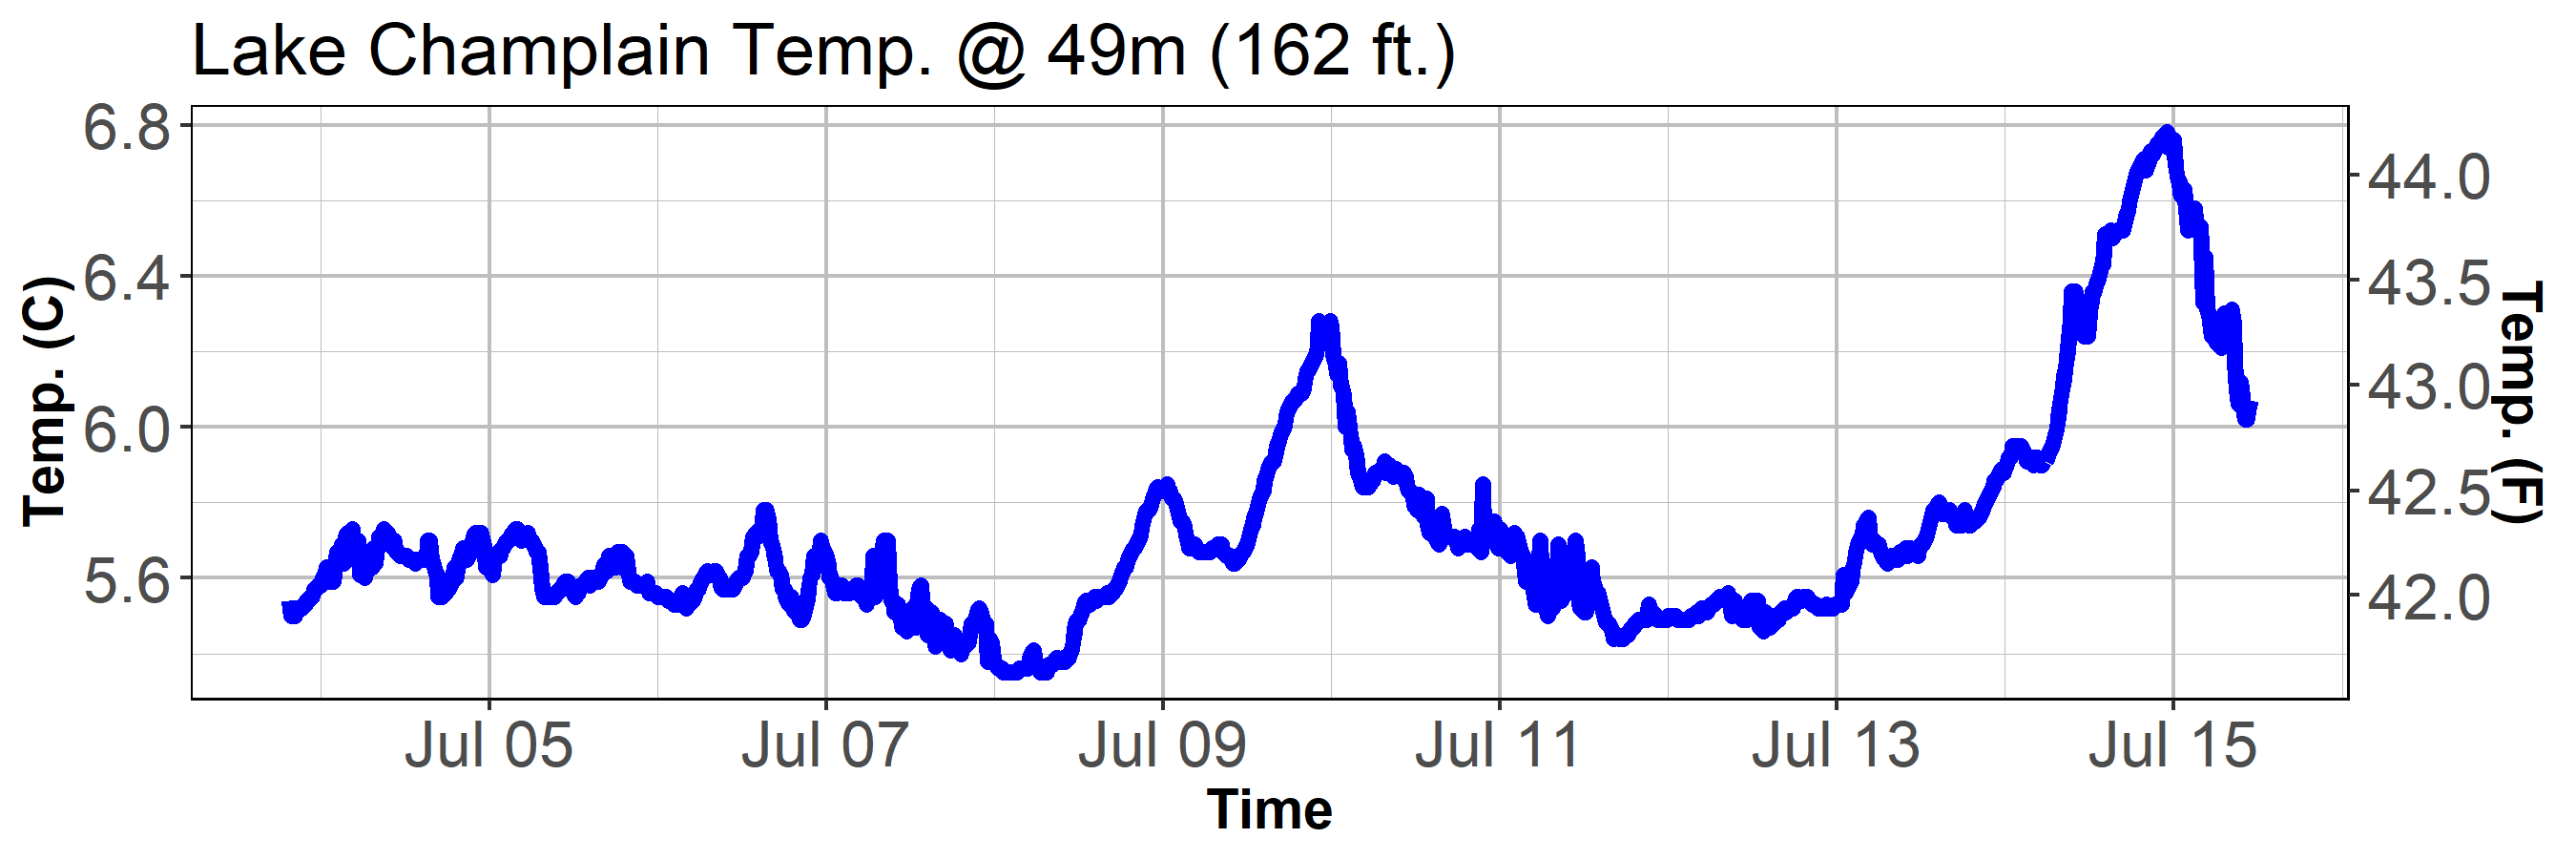 Lake Champlain Temp. @ 49m (162 ft.)
6.8
6.4
6.0
5.6
Temp. (C)
44.0
43.5
43.0
42.5
42.0
Temp. (F)
Jul 05 Jul 07 Jul 09 Jul 11 Jul 13 Jul 15
Time